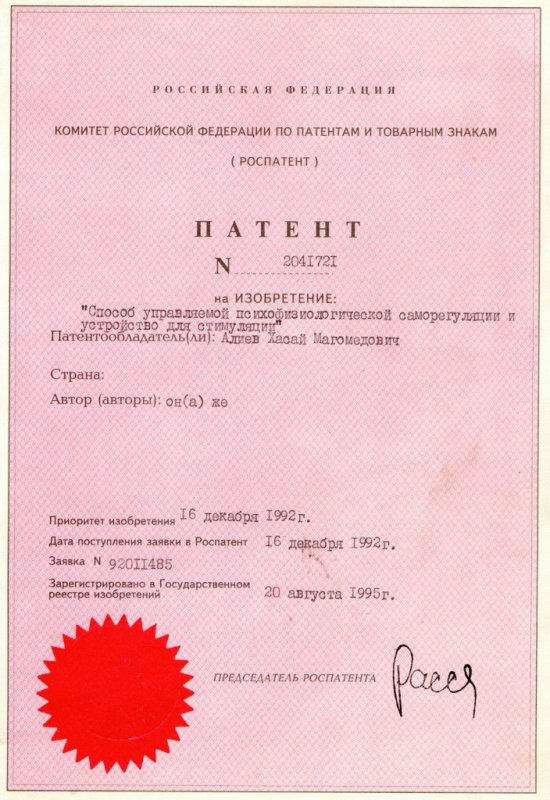 РОССИЙСКАЯ ФЕДЕРАЦИЯ
КОМИТЕТ РОССИЙСКОЙ ФЕДЕРАЦИИ ПО ПАТЕНТАМ И ТОВАРНЫМ ЗНАКАМ
( РОСПАТЕНТ )
ПАТЕНТ
N 2041721
на ИЗОБРЕТЕНИЕ:
"Способ управляемой психофизиологической саморегуляции и
устройство для стимуляции"
Патентообладатель(ли): Алиев Хасай Магомедович
Страна:
Автор (авторы): он(а) же
Приоритет изобретения 16 декабря 1992г.
Дата поступления заявки в Роспатент 16 декабря 1992г.
Заявка N 92011485
Зарегистрировано в Государственном
реестре изобретений 20 августа 1995г.
ПРЕДСЕДАТЕЛЬ РОСПАТЕНТА